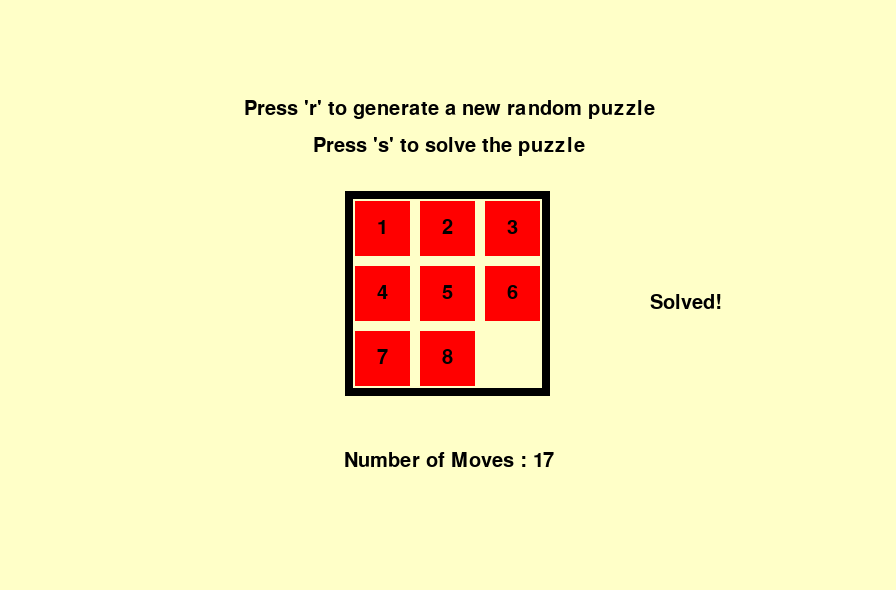 Press 'r' to generate a new random puzzle
Press 's' to solve the puzzle
1 2 3
4 5 6
Solved!
7 8
Number of Moves : 17